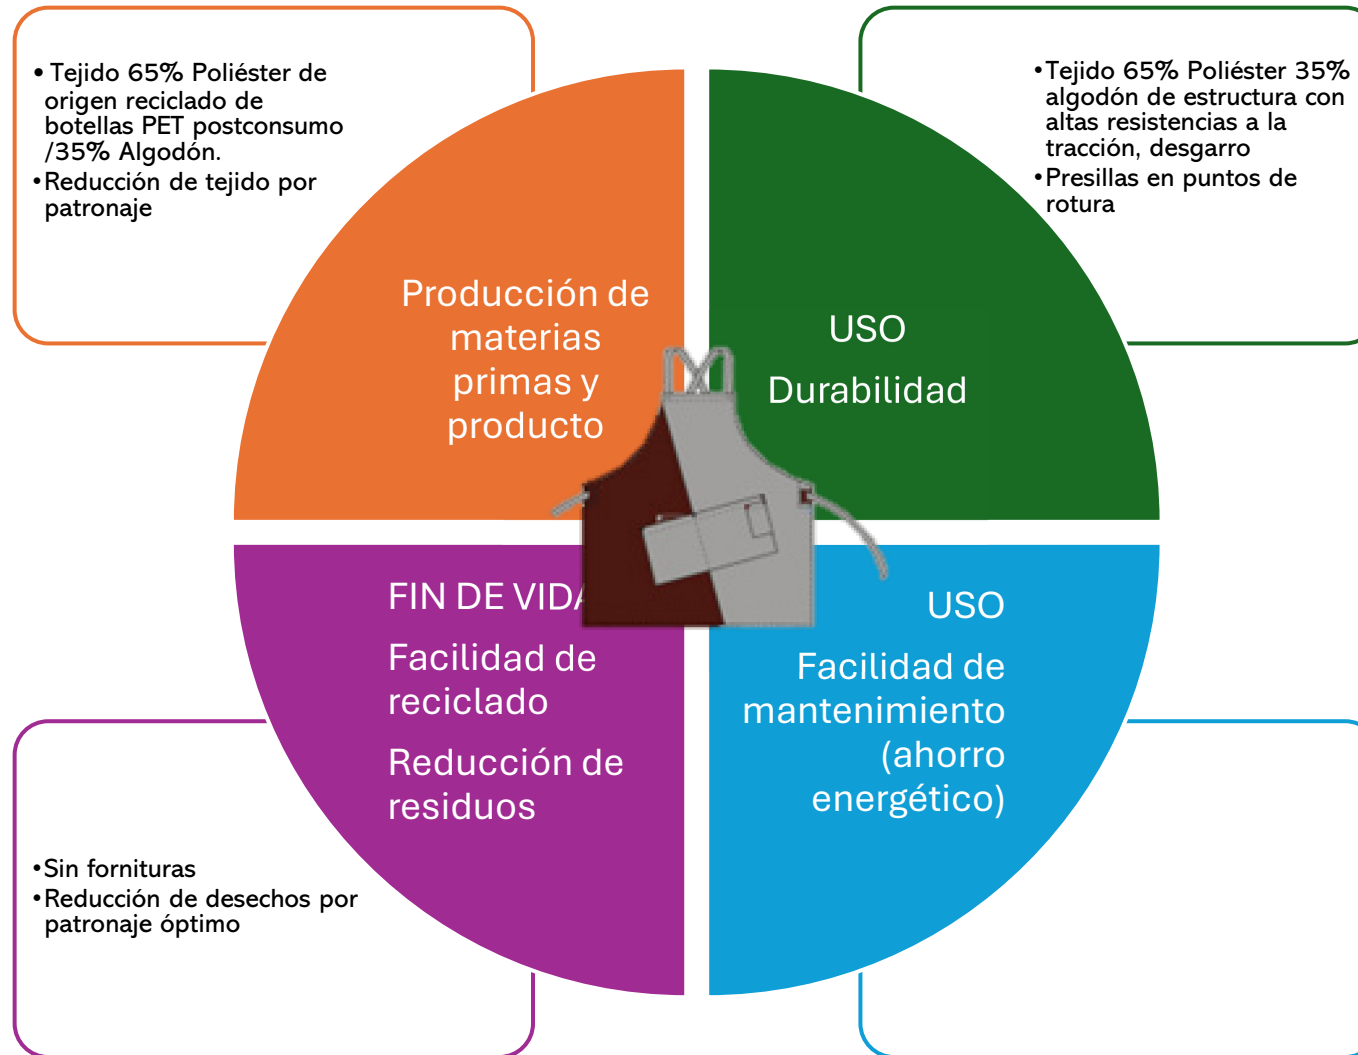 • Tejido 65% Poliéster de
origen reciclado de
botellas PET postconsumo
/35% Algodón.
•Reducción de tejido por
patronaje
•Tejido 65% Poliéster 35%
algodón de estructura con
altas resistencias a la
tracción, desgarro
•Presillas en puntos de
rotura
Producción de
materias
primas y
producto
USO
Durabilidad
FIN DE VIDA
Facilidad de
reciclado
Reducción de
residuos
USO
Facilidad de
mantenimiento
(ahorro
energético)
•Sin fornituras
•Reducción de desechos por
patronaje óptimo